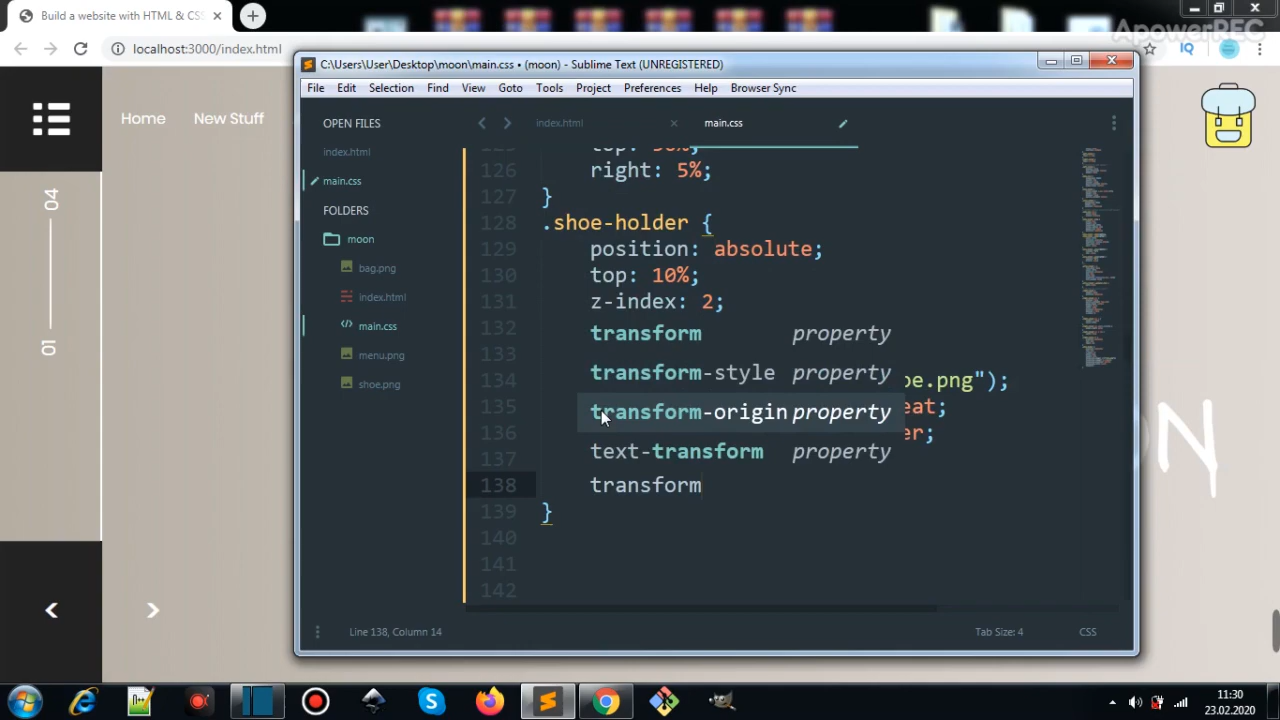 Build a website with HTML & CSS
ApowerREC
localhost:3000/index.html
IQ
C:\Users\User\Desktop\moon\main.css • (moon) - Sublime Text (UNREGISTERED)
File Edit Selection Find View Goto Tools Project Preferences Help Browser Sync
Home New Stuff
04
01
OPEN FILES
index.html
main.css
FOLDERS
moon
bag.png
index.html
main.css
menu.png
shoe.png
index.html
main.css
125 top: 50%;
126 right: 5%;
127 }
128 .shoe-holder {
129 position: absolute;
130 top: 10%;
131 z-index: 2;
132 transform property
133
transform-style property
134 oe.png");
135 transform-origin property eat;
136 er;
137 text-transform property
138 transform
139 }
140
141
142
ON
Line 138, Column 14
Tab Size: 4
CSS
11:30
23.02.2020